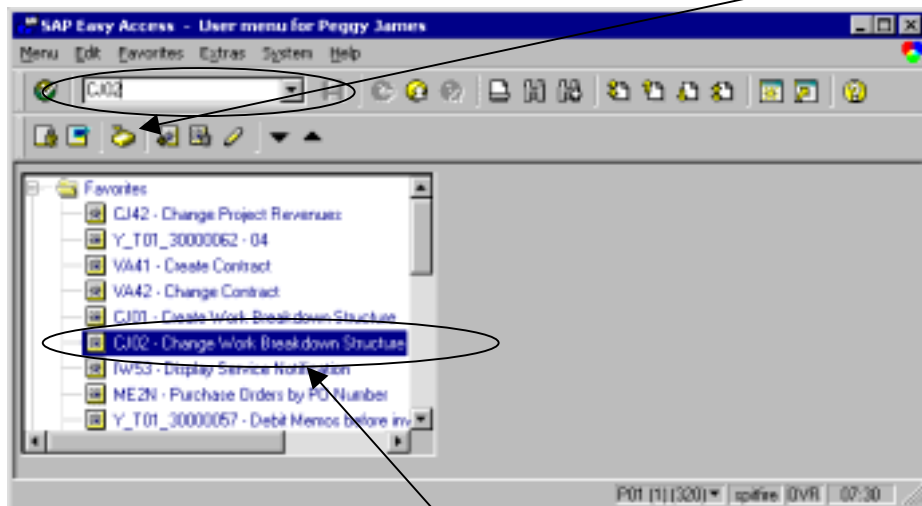 SAP Easy Access - User menu for Peggy James
Menu Edit Favorites Extras System Help
CJ02
Favorites
CJ42 - Change Project Revenues
Y_T01_30000062 - 04
VA41 - Create Contract
VA42 - Change Contract
CJ01 - Create Work Breakdown Structure
CJ02 - Change Work Breakdown Structure
IW53 - Display Service Notification
ME2N - Purchase Orders by PO Number
Y_T01_30000057 - Debit Memos before inv
P01 (1) (320) spitfire OVR 07:30